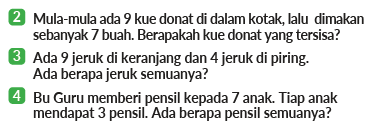 2 Mula-mula ada 9 kue donat di dalam kotak, lalu dimakan
sebanyak 7 buah. Berapakah kue donat yang tersisa?
3 Ada 9 jeruk di keranjang dan 4 jeruk di piring.
Ada berapa jeruk semuanya?
4 Bu Guru memberi pensil kepada 7 anak. Tiap anak
mendapat 3 pensil. Ada berapa pensil semuanya?